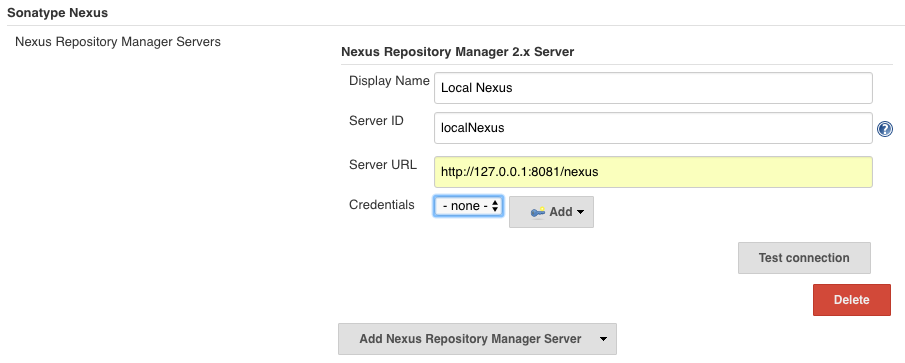 Sonatype Nexus
Nexus Repository Manager Servers
Nexus Repository Manager 2.x Server
Display Name Local Nexus
Server ID localNexus ?
Server URL http://127.0.0.1:8081/nexus
Credentials - none - Add
Test connection
Delete
Add Nexus Repository Manager Server